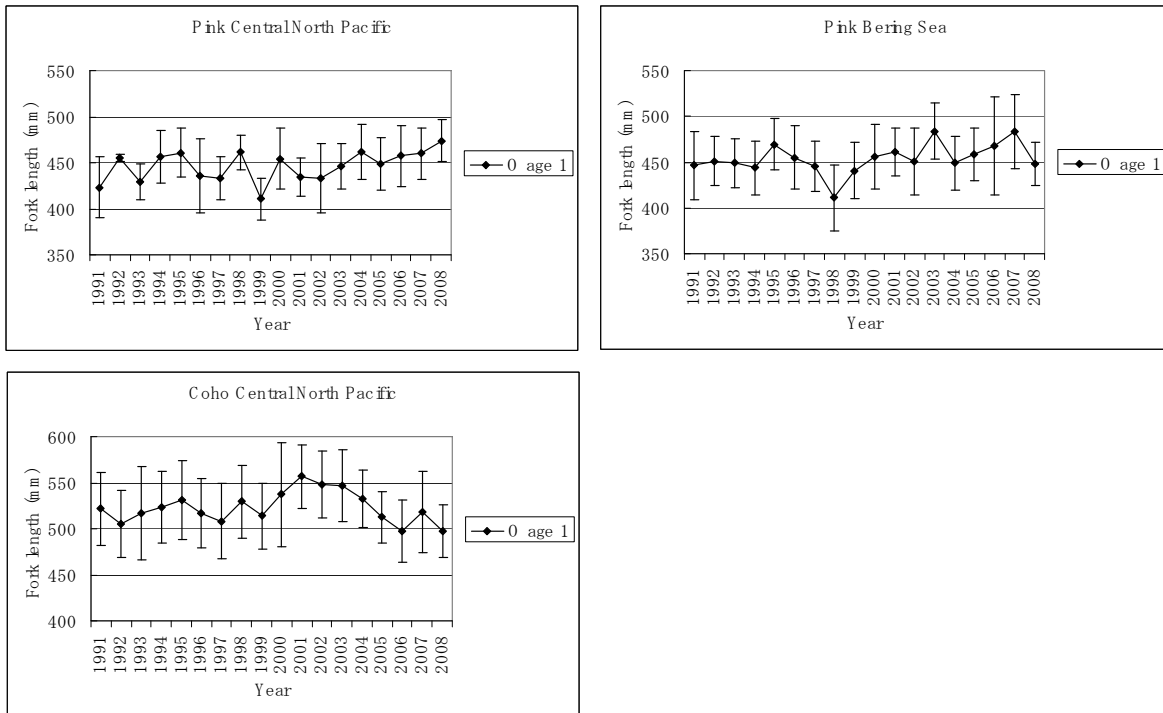 Pink Central North Pacific
550
500
450
400
350
Fork length (mm)
1991 1992 1993 1994 1995 1996 1997 1998 1999 2000 2001 2002 2003 2004 2005 2006 2007 2008
Year
0 age 1
Pink Bering Sea
550
500
450
400
350
Fork length (mm)
1991 1992 1993 1994 1995 1996 1997 1998 1999 2000 2001 2002 2003 2004 2005 2006 2007 2008
Year
0 age 1
Coho Central North Pacific
600
550
500
450
400
Fork length (mm)
1991 1992 1993 1994 1995 1996 1997 1998 1999 2000 2001 2002 2003 2004 2005 2006 2007 2008
Year
0 age 1